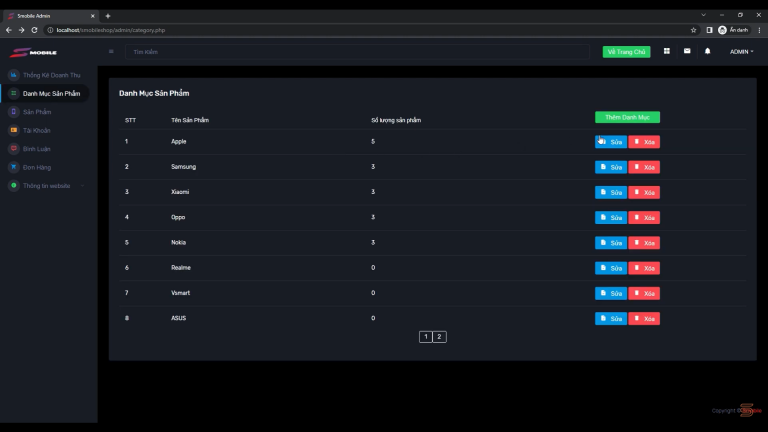 Smobile Admin
localhost/smobileshop/admin/category.php
Ẩn danh
MOBILE
Tìm Kiếm
Về Trang Chủ
ADMIN
Thống Kê Doanh Thu
Danh Mục Sản Phẩm
Sản Phẩm
Tài Khoản
Bình Luận
Đơn Hàng
Thông tin website
Danh Mục Sản Phẩm
STT Tên Sản Phẩm Số lượng sản phẩm Thêm Danh Mục
1 Apple 5 Sửa Xóa
2 Samsung 3 Sửa Xóa
3 Xiaomi 3 Sửa Xóa
4 Oppo 3 Sửa Xóa
5 Nokia 3 Sửa Xóa
6 Realme 0 Sửa Xóa
7 Vsmart 0 Sửa Xóa
8 ASUS 0 Sửa Xóa
1 2
Copyright ©